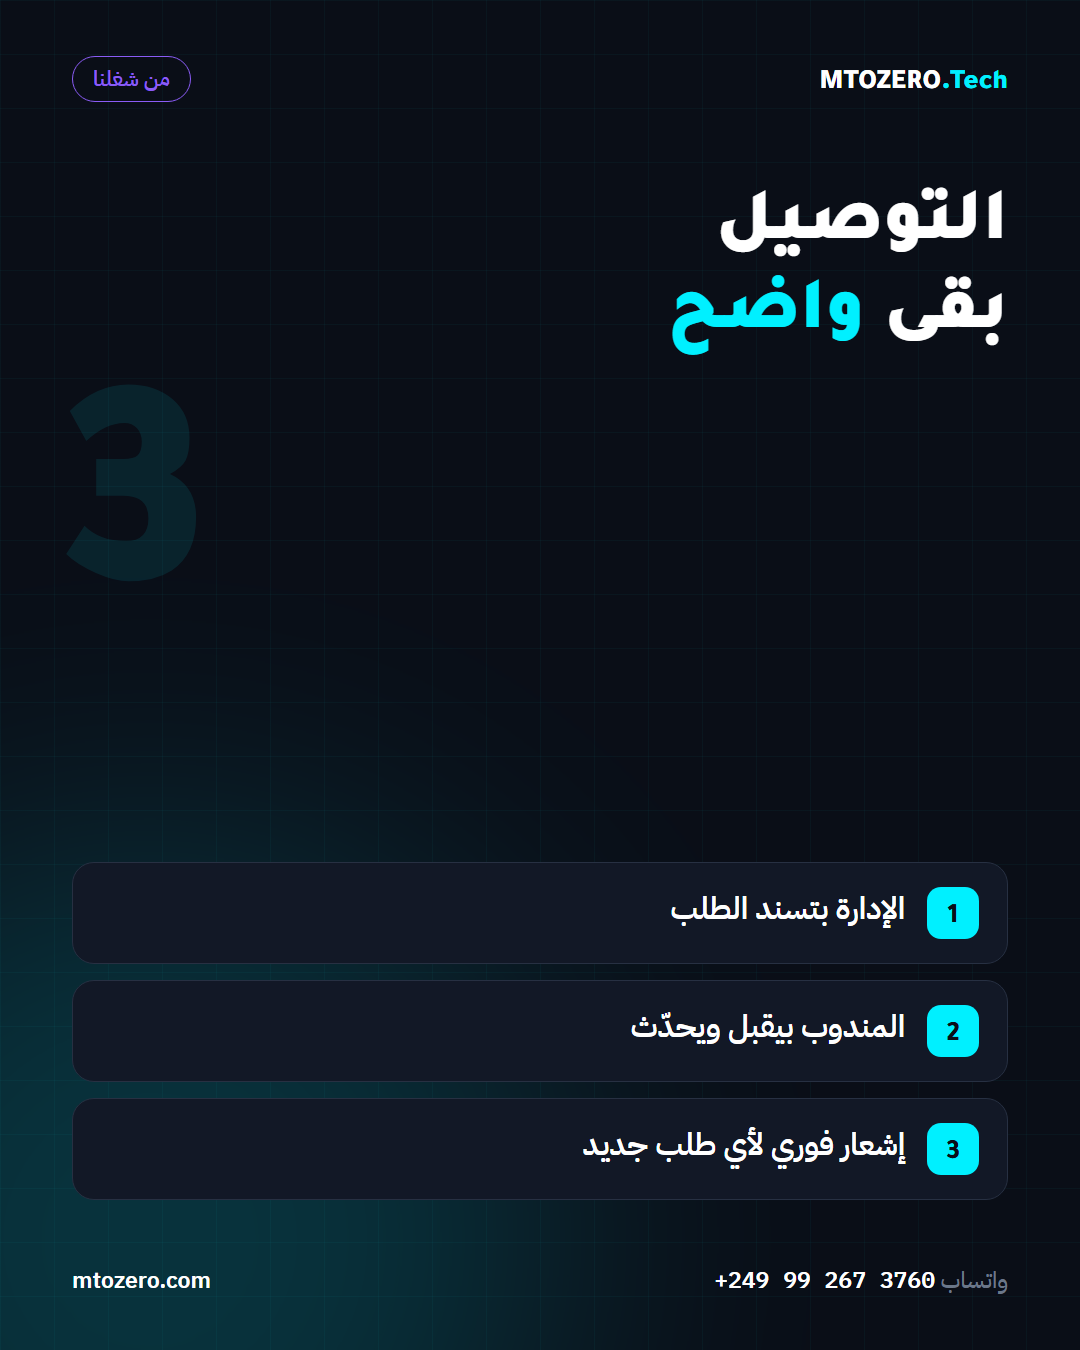 MTOZERO.Tech
من شغلنا
التوصيل
بقى واضح
3
1 الإدارة بتسند الطلب
2 المندوب بيقبل ويحدّث
3 إشعار فوري لأي طلب جديد
واتساب +249 99 267 3760
mtozero.com